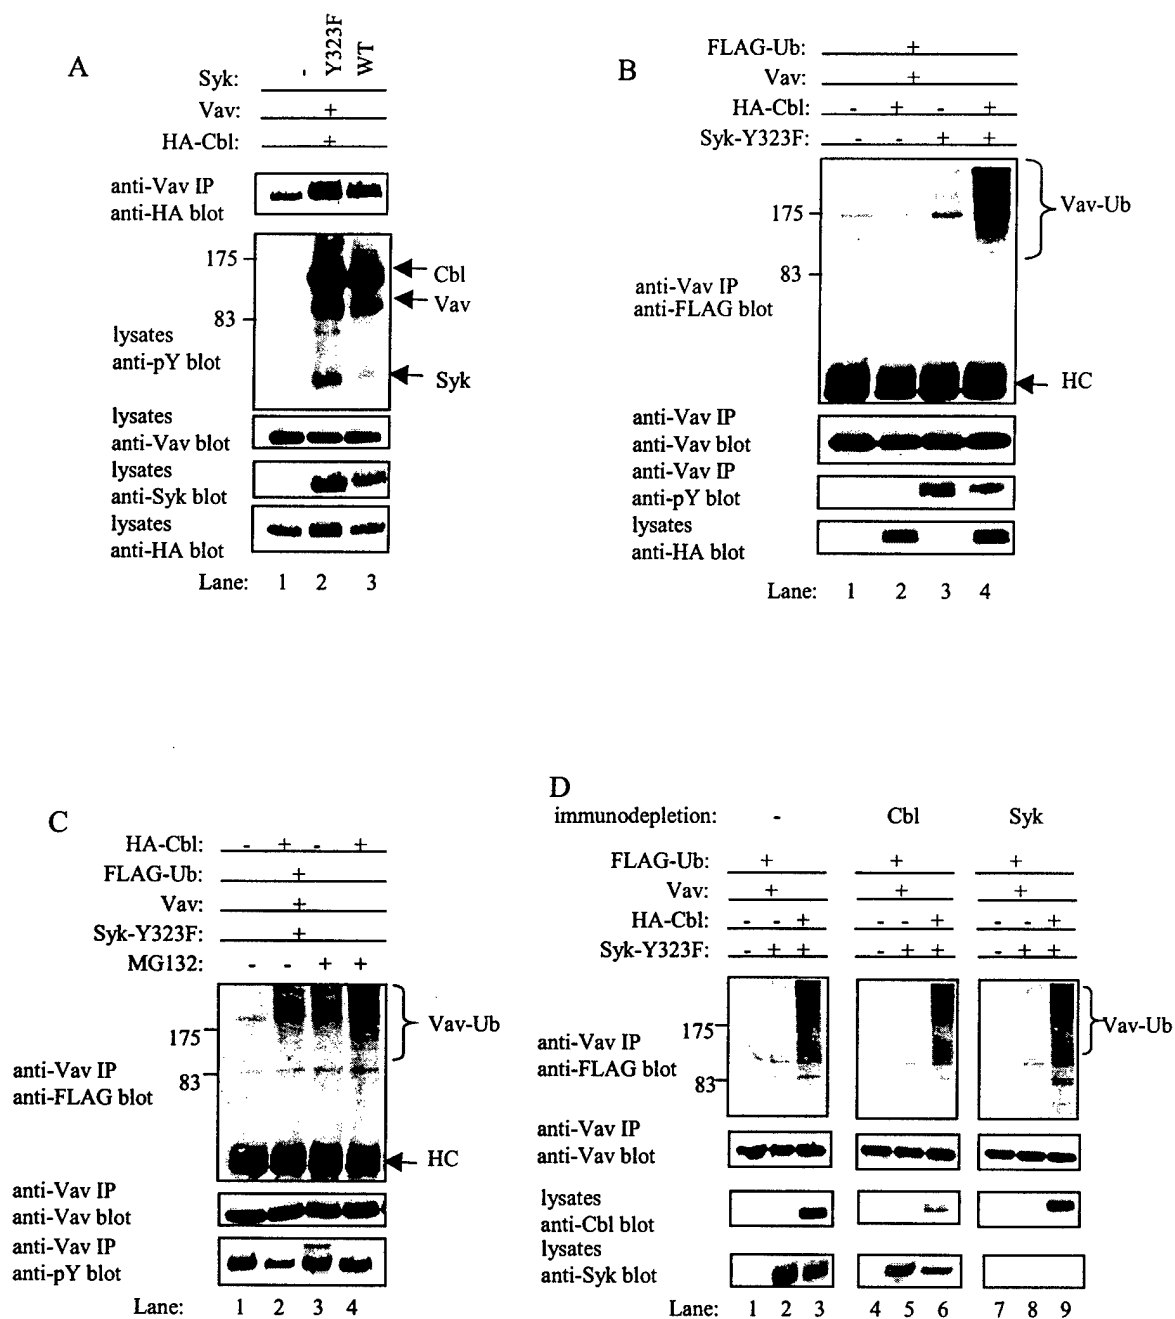 A
Syk: - Y323F WT
Vav: +
HA-Cbl: +
anti-Vav IP
anti-HA blot
175
Cbl
Vav
83
lysates
anti-pY blot
Syk
lysates
anti-Vav blot
lysates
anti-Syk blot
lysates
anti-HA blot
Lane: 1 2 3
B
FLAG-Ub: +
Vav: +
HA-Cbl: - + - +
Syk-Y323F: - - + +
175
Vav-Ub
83
anti-Vav IP
anti-FLAG blot
HC
anti-Vav IP
anti-Vav blot
anti-Vav IP
anti-pY blot
lysates
anti-HA blot
Lane: 1 2 3 4
C
HA-Cbl: - + - +
FLAG-Ub: +
Vav: +
Syk-Y323F: +
MG132: - - + +
175
Vav-Ub
anti-Vav IP
83
anti-FLAG blot
HC
anti-Vav IP
anti-Vav blot
anti-Vav IP
anti-pY blot
Lane: 1 2 3 4
D
immunodepletion: - Cbl Syk
FLAG-Ub: + + +
Vav: + + +
HA-Cbl: - - + - - + - - +
Syk-Y323F: - + + - + + - + +
175
Vav-Ub
anti-Vav IP
anti-FLAG blot
83
anti-Vav IP
anti-Vav blot
lysates
anti-Cbl blot
lysates
anti-Syk blot
Lane: 1 2 3 4 5 6 7 8 9